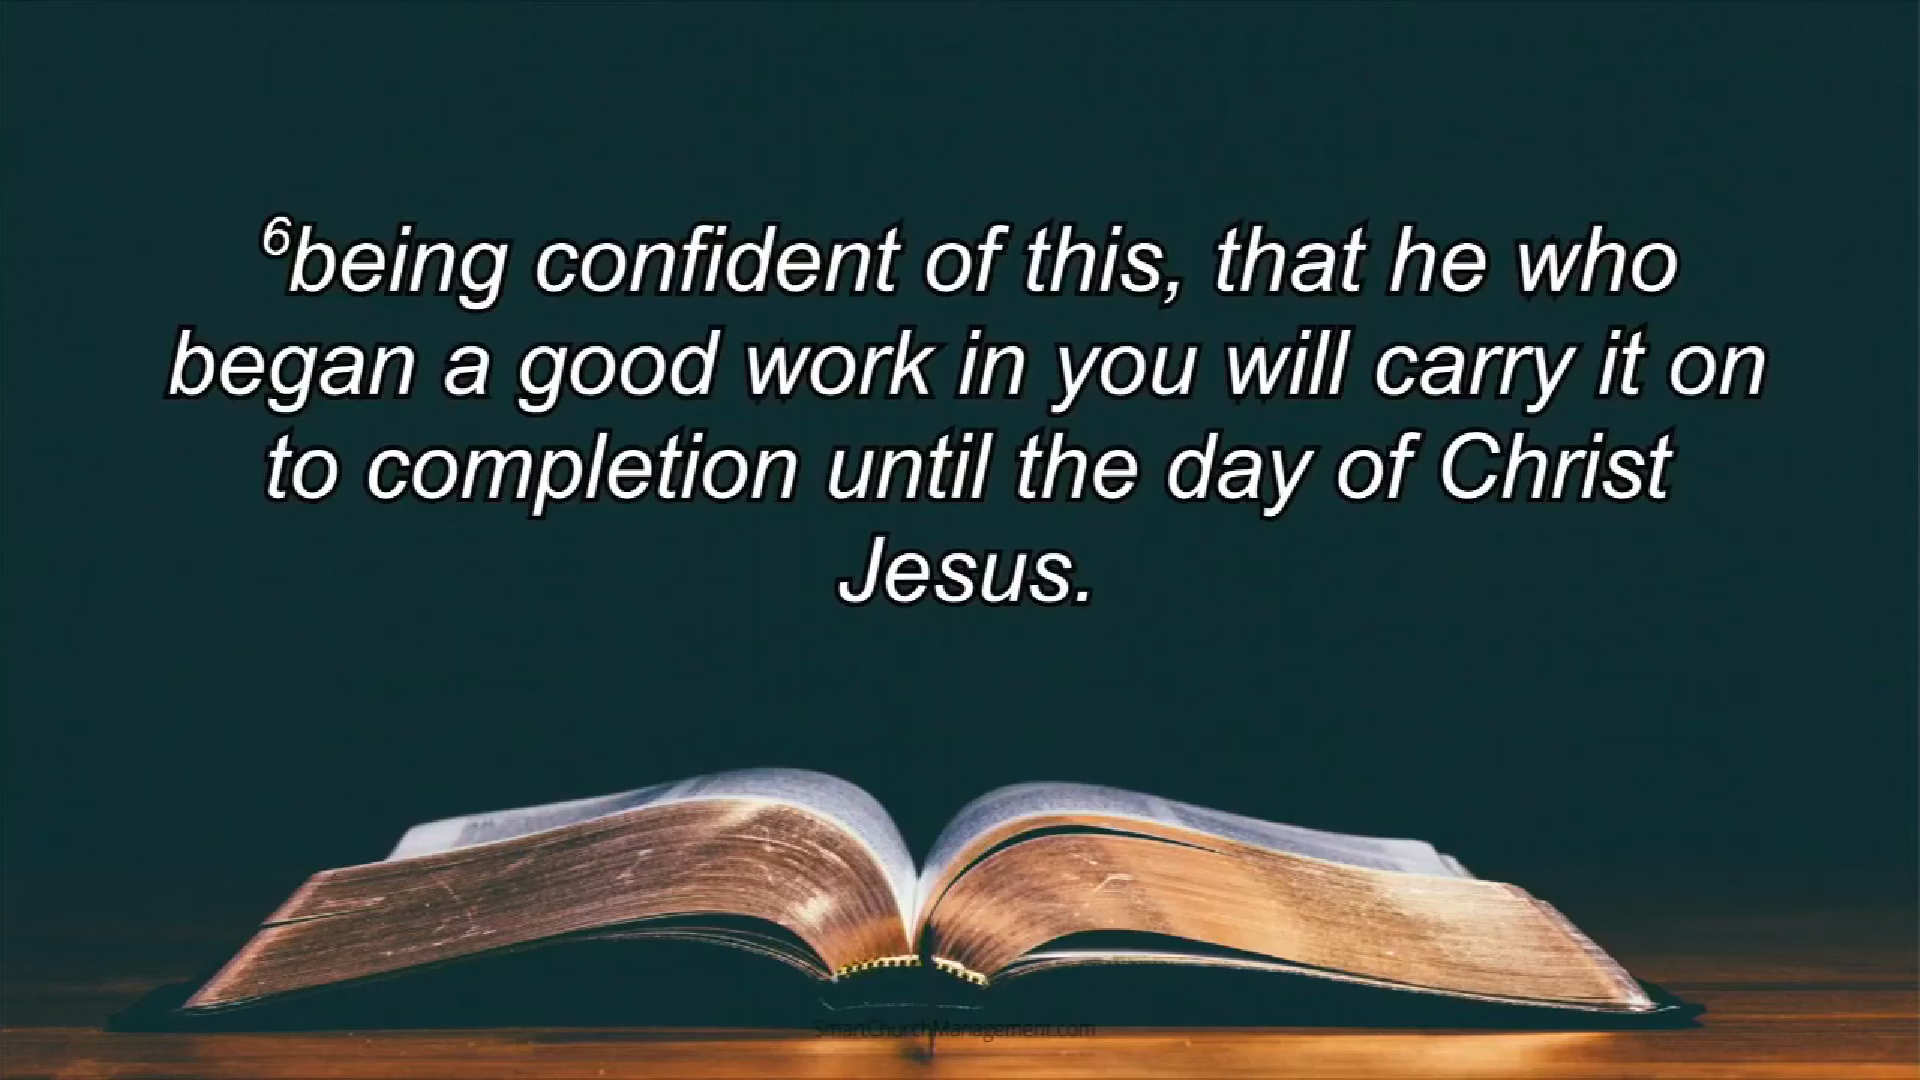 ⁶being confident of this, that he who
began a good work in you will carry it on
to completion until the day of Christ
Jesus.
SmartChurchManagement.com